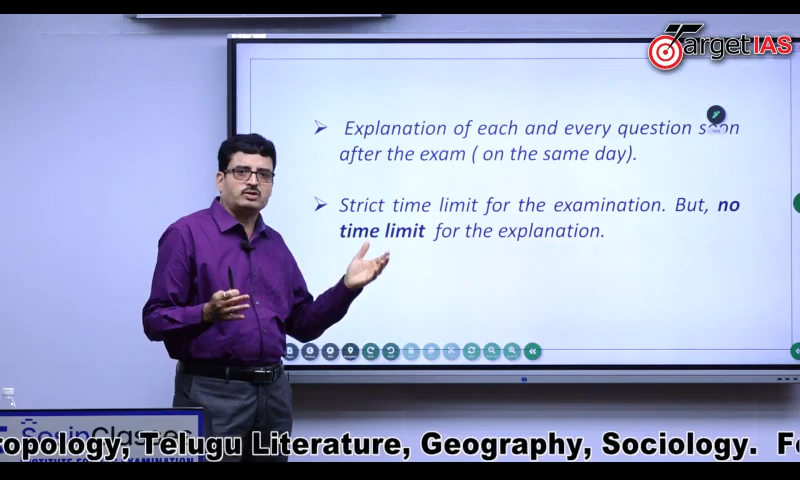 Target IAS
➢ Explanation of each and every question soon
after the exam ( on the same day).
➢ Strict time limit for the examination. But, no
time limit for the explanation.
Classes
ropology, Telugu Literature, Geography, Sociology. Fo